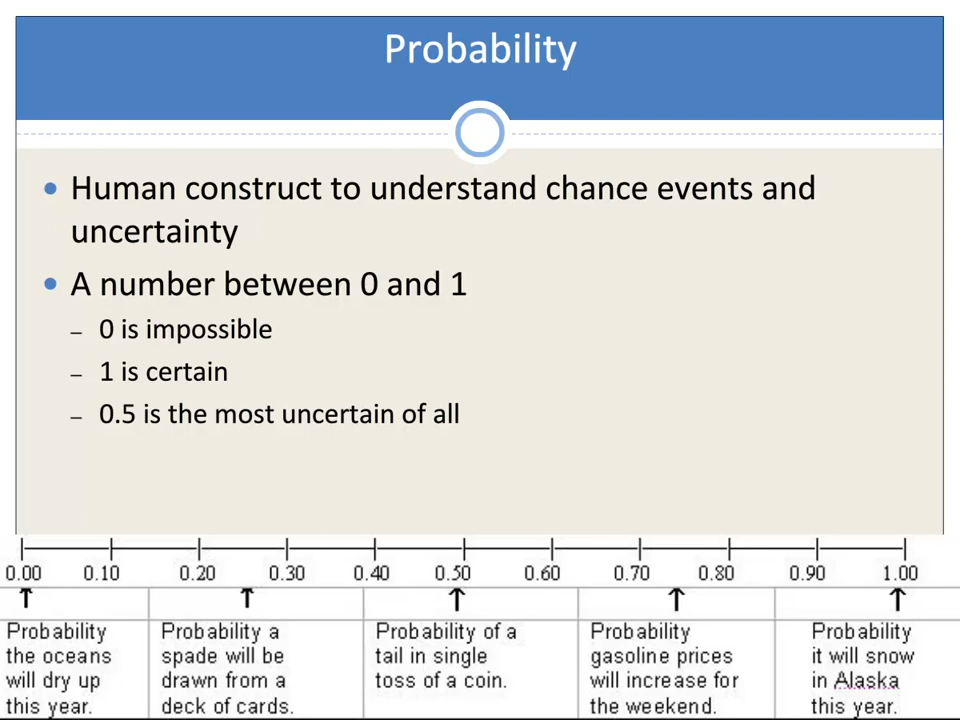 Probability
• Human construct to understand chance events and
uncertainty
• A number between 0 and 1
– 0 is impossible
– 1 is certain
– 0.5 is the most uncertain of all
0.00 0.10 0.20 0.30 0.40 0.50 0.60 0.70 0.80 0.90 1.00
Probability
the oceans
will dry up
this year.
Probability a
spade will be
drawn from a
deck of cards.
Probability of a
tail in single
toss of a coin.
Probability
gasoline prices
will increase for
the weekend.
Probability
it will snow
in Alaska
this year.